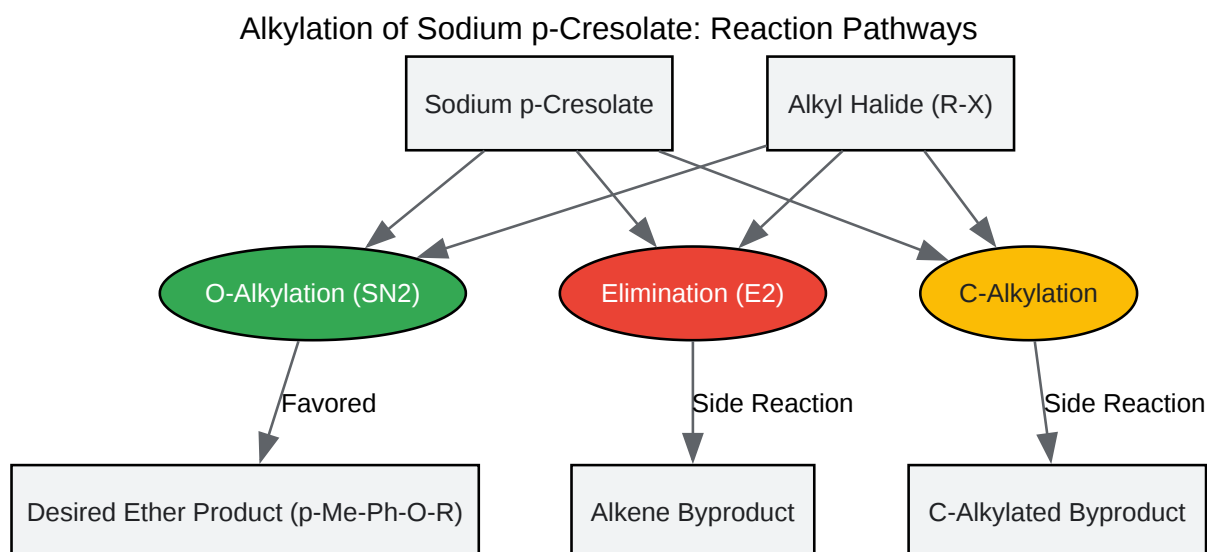 Alkylation of Sodium p-Cresolate: Reaction Pathways
Sodium p-Cresolate
Alkyl Halide (R-X)
O-Alkylation (SN2)
Elimination (E2)
C-Alkylation
Favored
Side Reaction
Side Reaction
Desired Ether Product (p-Me-Ph-O-R)
Alkene Byproduct
C-Alkylated Byproduct